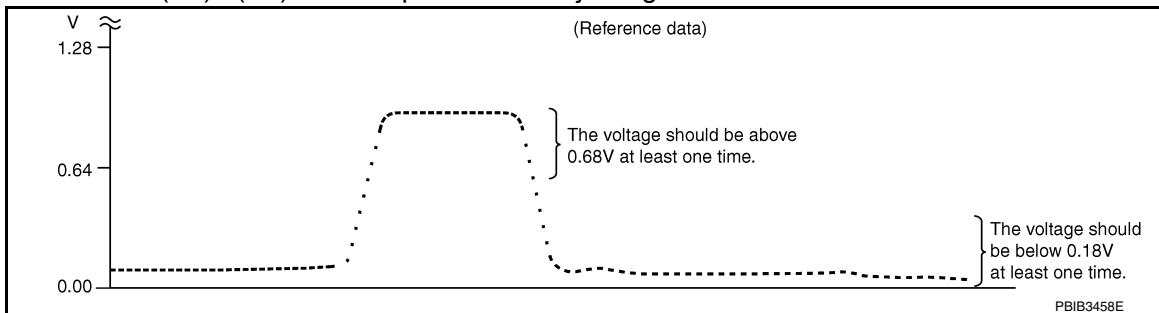 V
(Reference data)
1.28
The voltage should be above
0.68V at least one time.
0.64
The voltage should
be below 0.18V
at least one time.
0.00
PBIB3458E